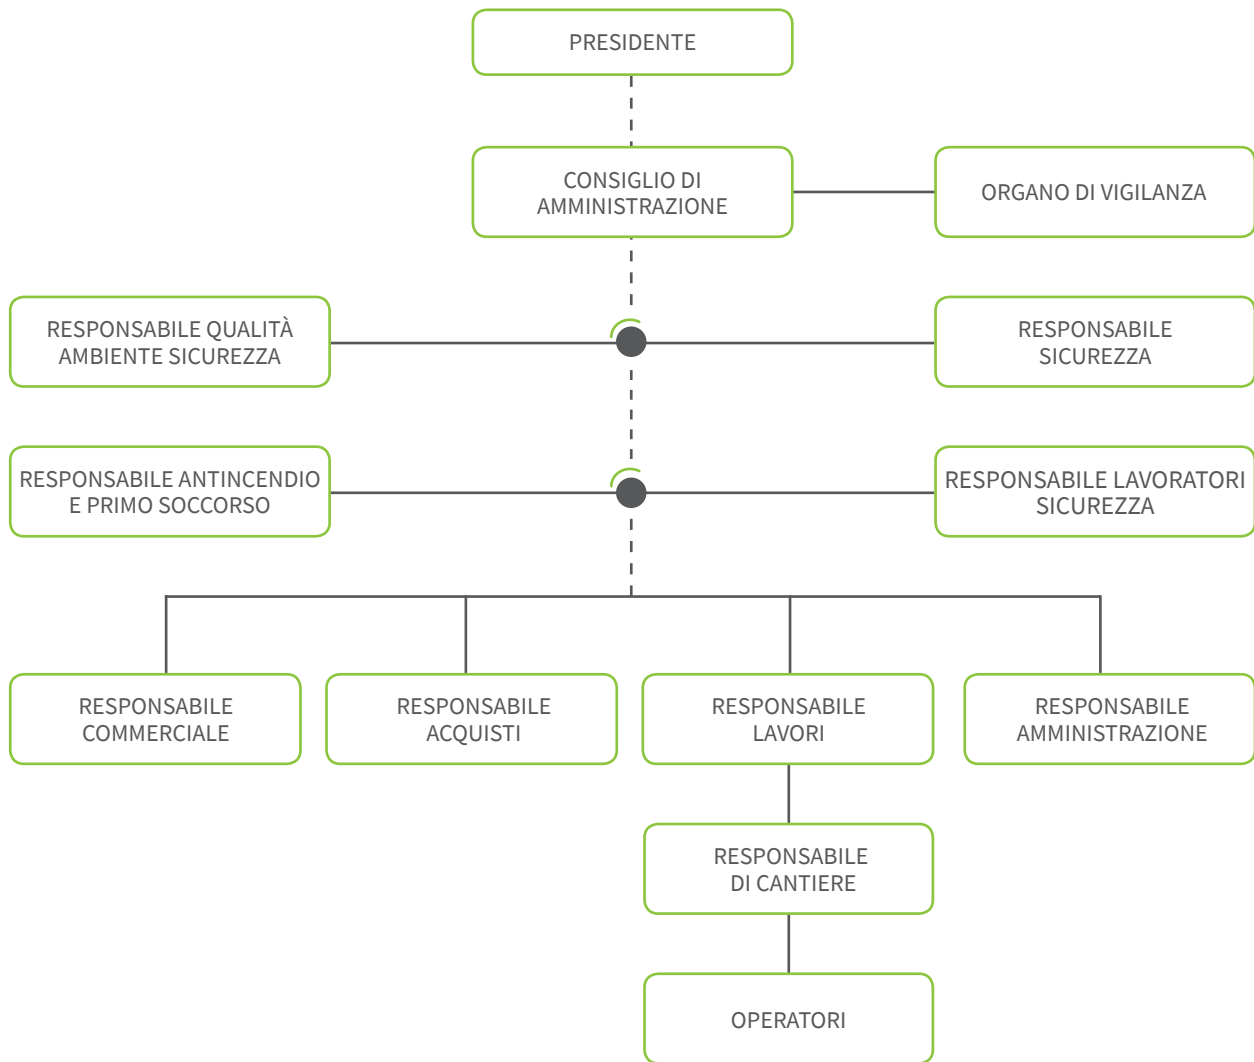 PRESIDENTE
CONSIGLIO DI
AMMINISTRAZIONE
ORGANO DI VIGILANZA
RESPONSABILE QUALITÀ
AMBIENTE SICUREZZA
RESPONSABILE
SICUREZZA
RESPONSABILE ANTINCENDIO
E PRIMO SOCCORSO
RESPONSABILE LAVORATORI
SICUREZZA
RESPONSABILE
COMMERCIALE
RESPONSABILE
ACQUISTI
RESPONSABILE
LAVORI
RESPONSABILE
AMMINISTRAZIONE
RESPONSABILE
DI CANTIERE
OPERATORI